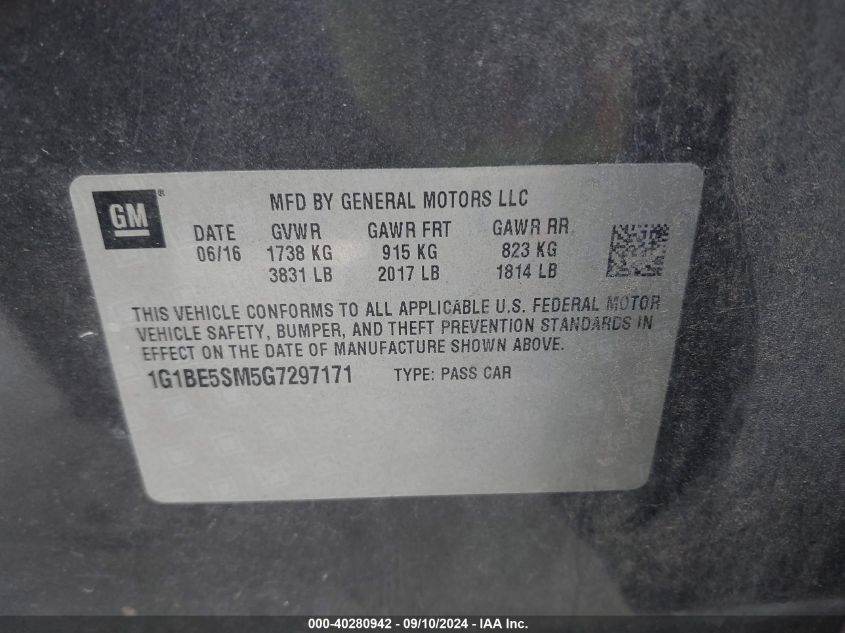 GM®
MFD BY GENERAL MOTORS LLC
DATE GVWR GAWR FRT GAWR RR
06/16 1738 KG 915 KG 823 KG
3831 LB 2017 LB 1814 LB
THIS VEHICLE CONFORMS TO ALL APPLICABLE U.S. FEDERAL MOTOR
VEHICLE SAFETY, BUMPER, AND THEFT PREVENTION STANDARDS IN
EFFECT ON THE DATE OF MANUFACTURE SHOWN ABOVE.
1G1BE5SM5G7297171 TYPE: PASS CAR
000-40280942 - 09/10/2024 - IAA Inc.